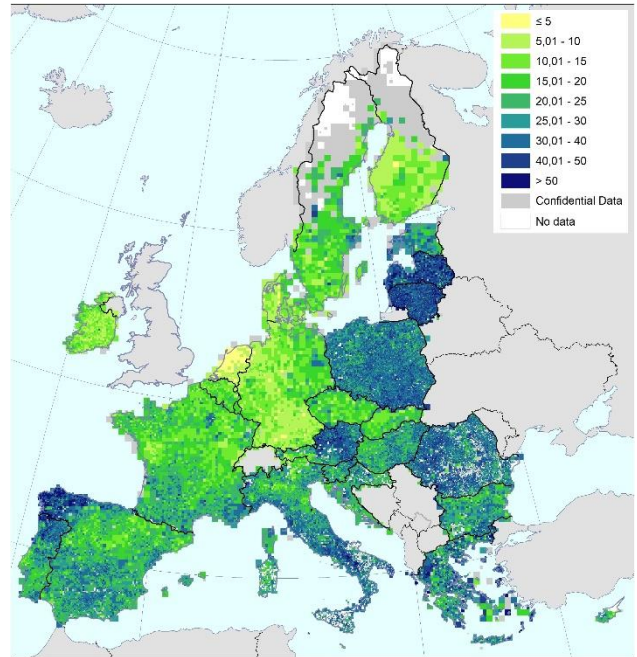 ≤ 5
5,01 - 10
10,01 - 15
15,01 - 20
20,01 - 25
25,01 - 30
30,01 - 40
40,01 - 50
> 50
Confidential Data
No data